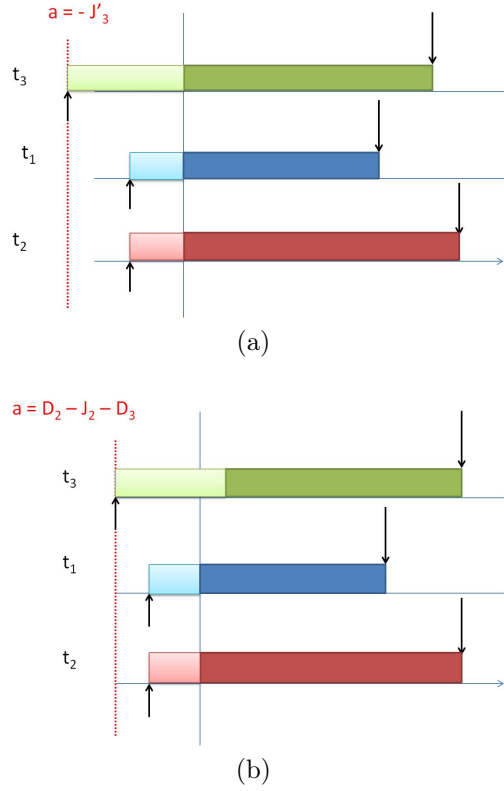 a = - J'₃
t₃
t₁
t₂
(a)
a = D₂ – J₂ – D₃
t₃
t₁
t₂
(b)